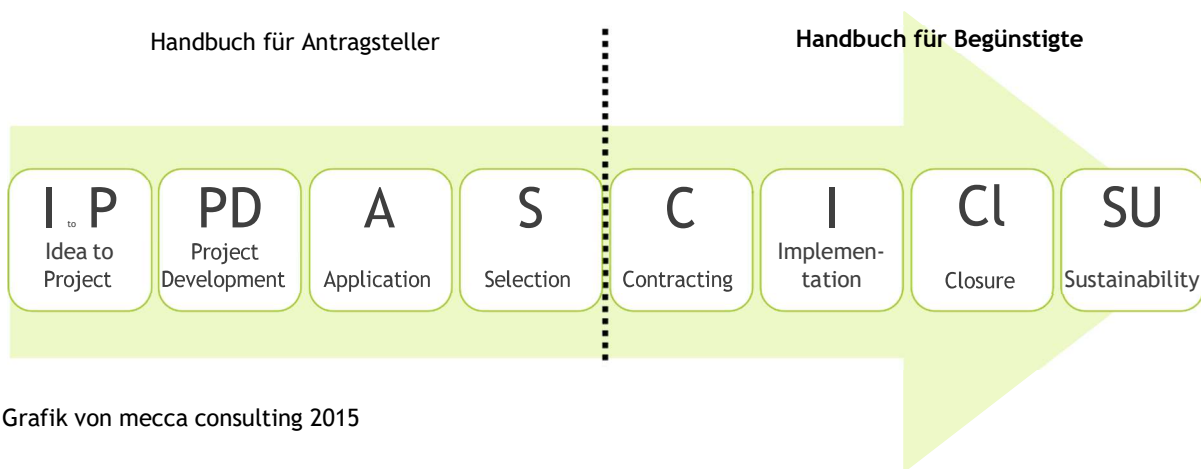 Handbuch für Antragsteller
Handbuch für Begünstigte
I to P
Idea to
Project
PD
Project
Development
A
Application
S
Selection
C
Contracting
I
Implemen-
tation
Cl
Closure
SU
Sustainability
Grafik von mecca consulting 2015